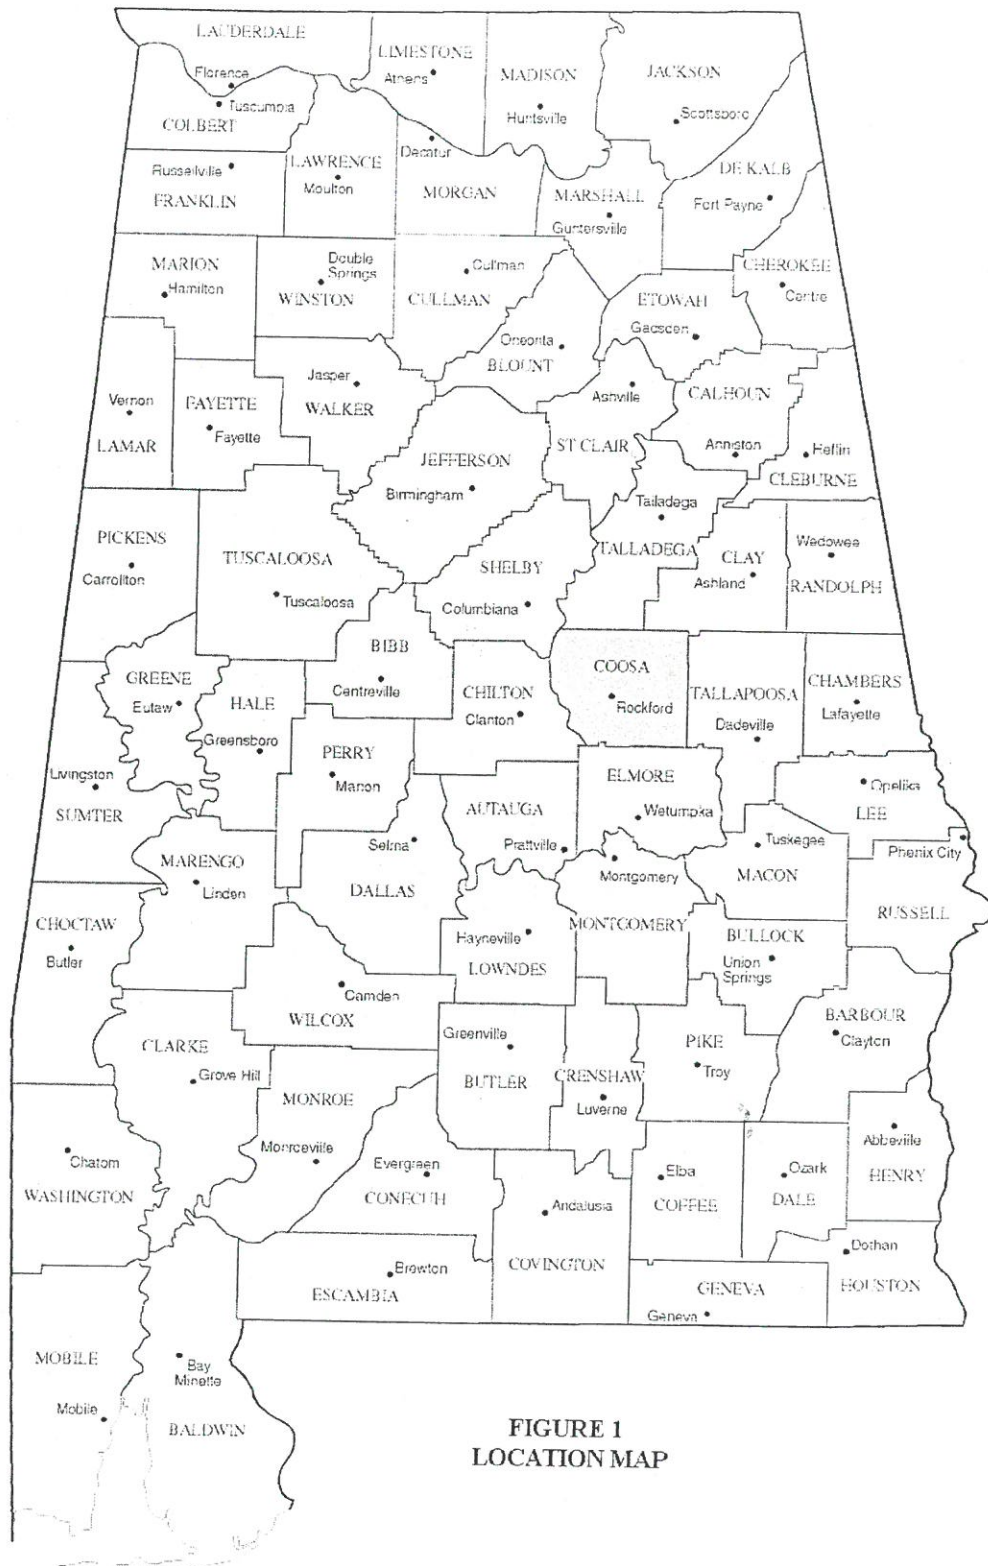 LAUDERDALE
LIMESTONE
MADISON
JACKSON
Florence
Athens
Tuscumbia
Huntsville
Scottsboro
COLBERT
Decatur
DE KALB
Russellville
LAWRENCE
Moulton
FRANKLIN
MORGAN
MARSHALL
Fort Payne
Guntersville
MARION
Hamilton
Double
Springs
WINSTON
Cullman
CULLMAN
CHEROKEE
Centre
ETOWAH
Gadsden
Oneonta
BLOUNT
Vernon
LAMAR
FAYETTE
Fayette
Jasper
WALKER
Ashville
CALHOUN
Anniston
ST CLAIR
JEFFERSON
Birmingham
Heflin
CLEBURNE
Talladega
TALLADEGA
PICKENS
Carrollton
TUSCALOOSA
Tuscaloosa
SHELBY
Columbiana
CLAY
Ashland
Wedowee
RANDOLPH
BIBB
Centreville
GREENE
Eutaw
HALE
Greensboro
CHILTON
Clanton
COOSA
Rockford
TALLAPOOSA
Dadeville
CHAMBERS
Lafayette
PERRY
Marion
Livingston
SUMTER
AUTAUGA
Prattville
ELMORE
Wetumpka
Opelika
LEE
Phenix City
MARENGO
Linden
Selma
DALLAS
Montgomery
MONTGOMERY
Tuskegee
MACON
RUSSELL
CHOCTAW
Butler
Hayneville
LOWNDES
BULLOCK
Union
Springs
Camden
WILCOX
BARBOUR
Clayton
CLARKE
Grove Hill
Greenville
BUTLER
CRENSHAW
Luverne
PIKE
Troy
MONROE
Monroeville
Abbeville
HENRY
Chatom
WASHINGTON
Evergreen
CONECUH
Andalusia
COVINGTON
Elba
COFFEE
Ozark
DALE
Dothan
HOUSTON
Brewton
ESCAMBIA
GENEVA
Geneva
MOBILE
Mobile
Bay
Minette
BALDWIN
FIGURE 1
LOCATION MAP